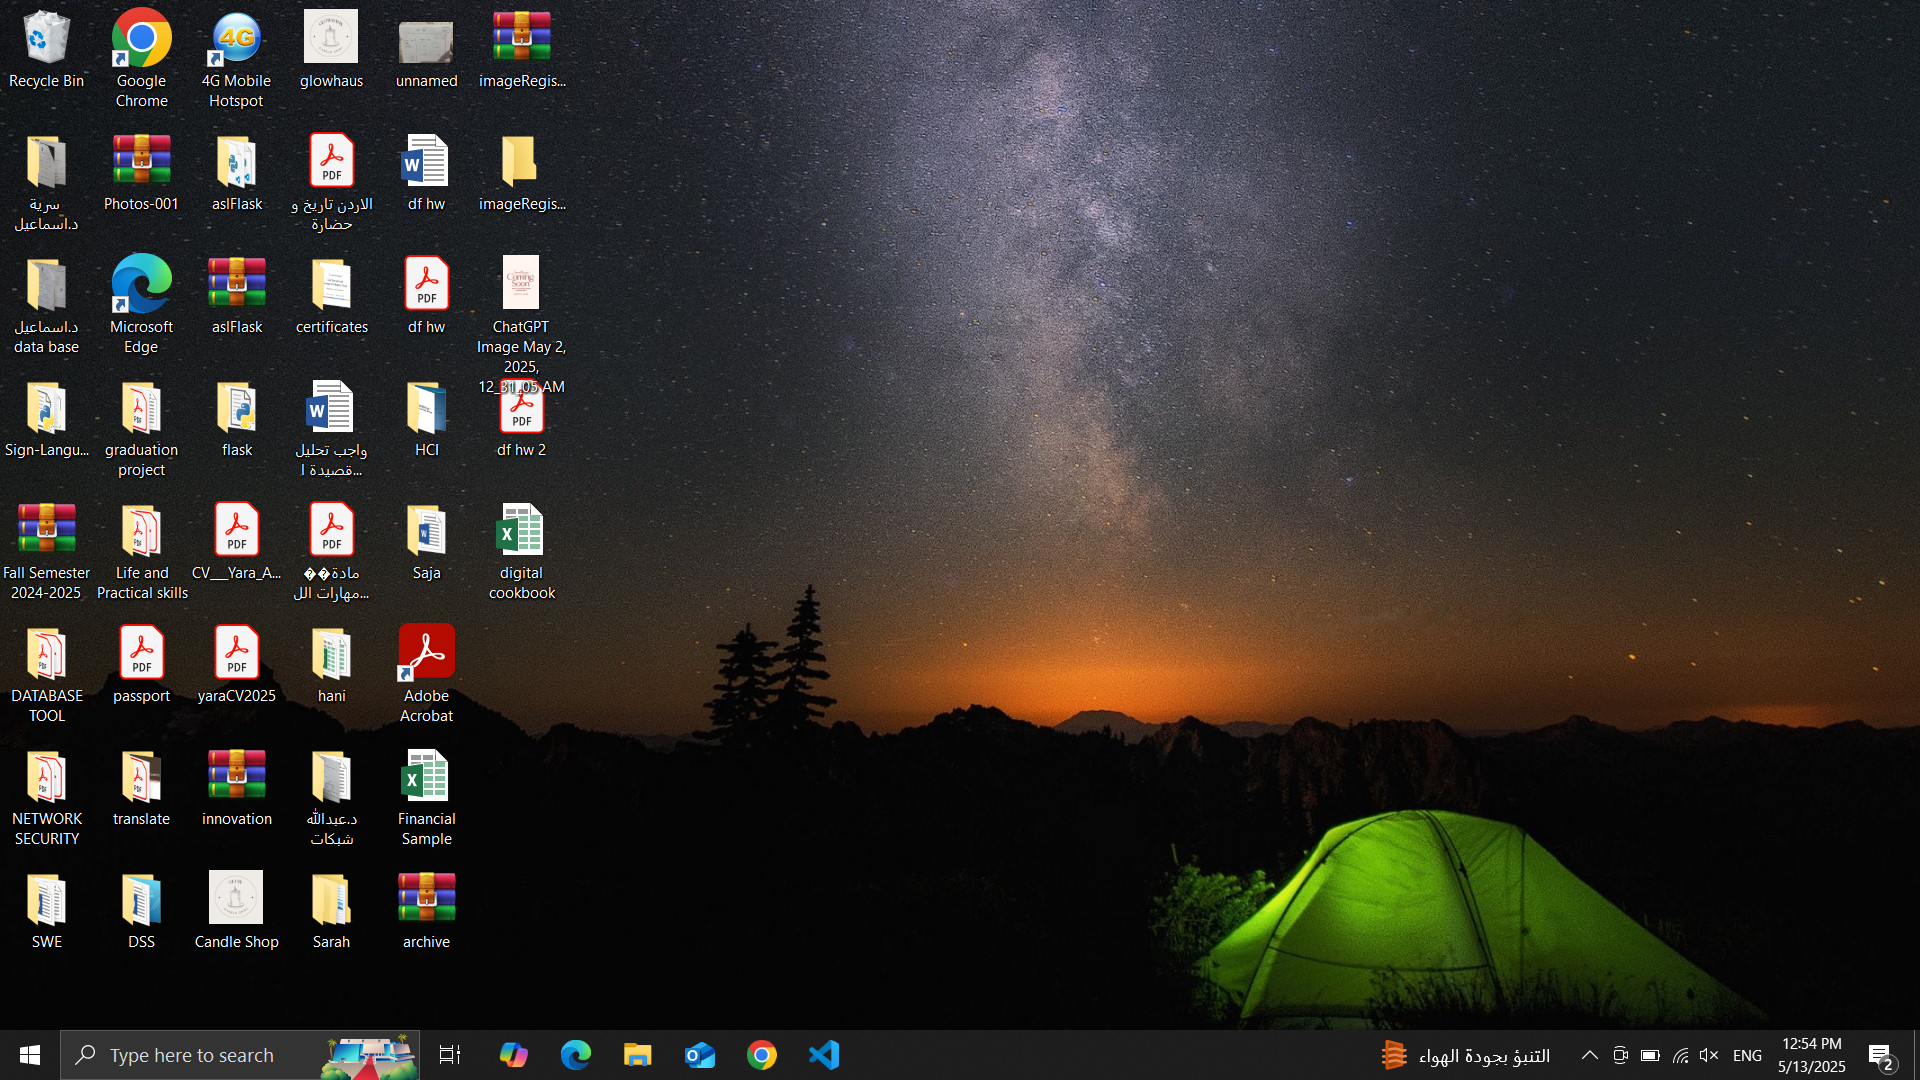 Recycle Bin
Google
Chrome
4G Mobile
Hotspot
glowhaus
unnamed
imageRegis...
سرية
د.اسماعيل
Photos-001
aslFlask
الاردن تاريخ و
حضارة
df hw
imageRegis...
د.اسماعيل
data base
Microsoft
Edge
aslFlask
certificates
df hw
ChatGPT
Image May 2,
2025,
12_31_05 AM
Sign-Langu...
graduation
project
flask
واجب تحليل
قصيدة ا...
HCI
df hw 2
Fall Semester
2024-2025
Life and
Practical skills
CV___Yara_A...
مادة��
مهارات الل...
Saja
digital
cookbook
DATABASE
TOOL
passport
yaraCV2025
hani
Adobe
Acrobat
NETWORK
SECURITY
translate
innovation
د.عبدالله
شبكات
Financial
Sample
SWE
DSS
Candle Shop
Sarah
archive
Type here to search
التنبؤ بجودة الهواء
ENG
12:54 PM
5/13/2025
2